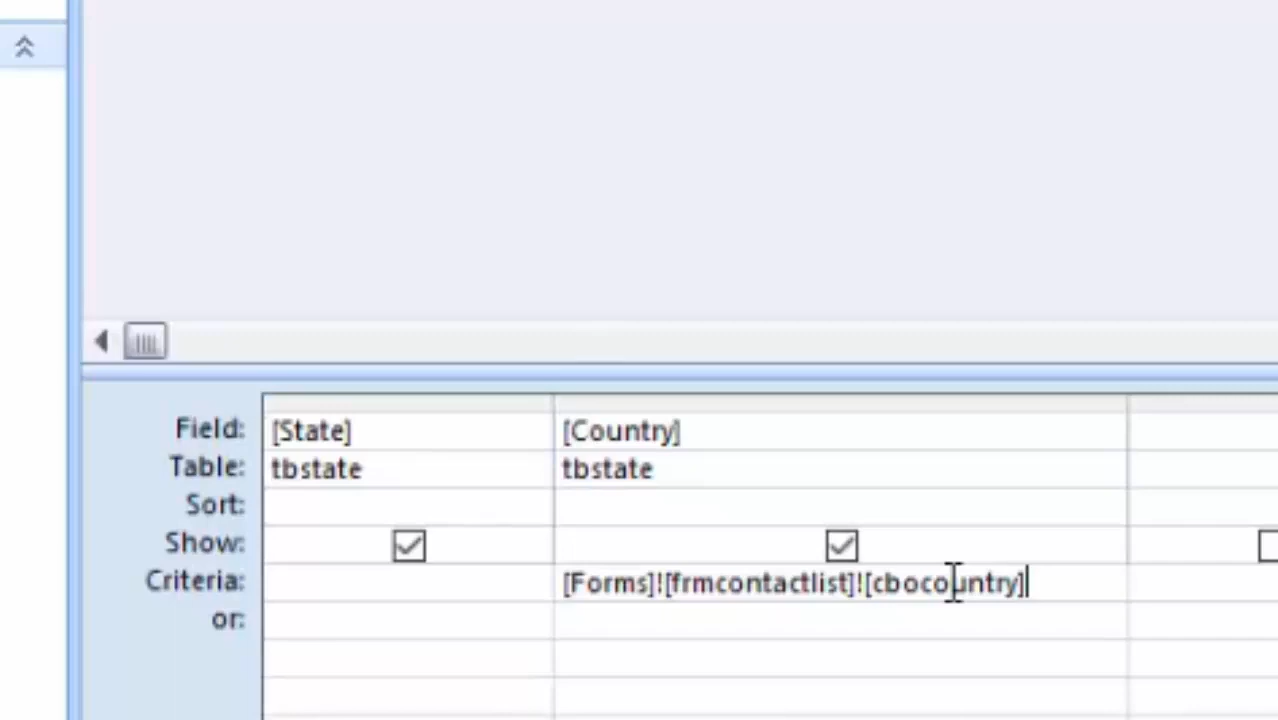 Field: [State] [Country]
Table: tbstate tbstate
Sort:
Show:
Criteria: [Forms]![frmcontactlist]![cbocountry]
or: